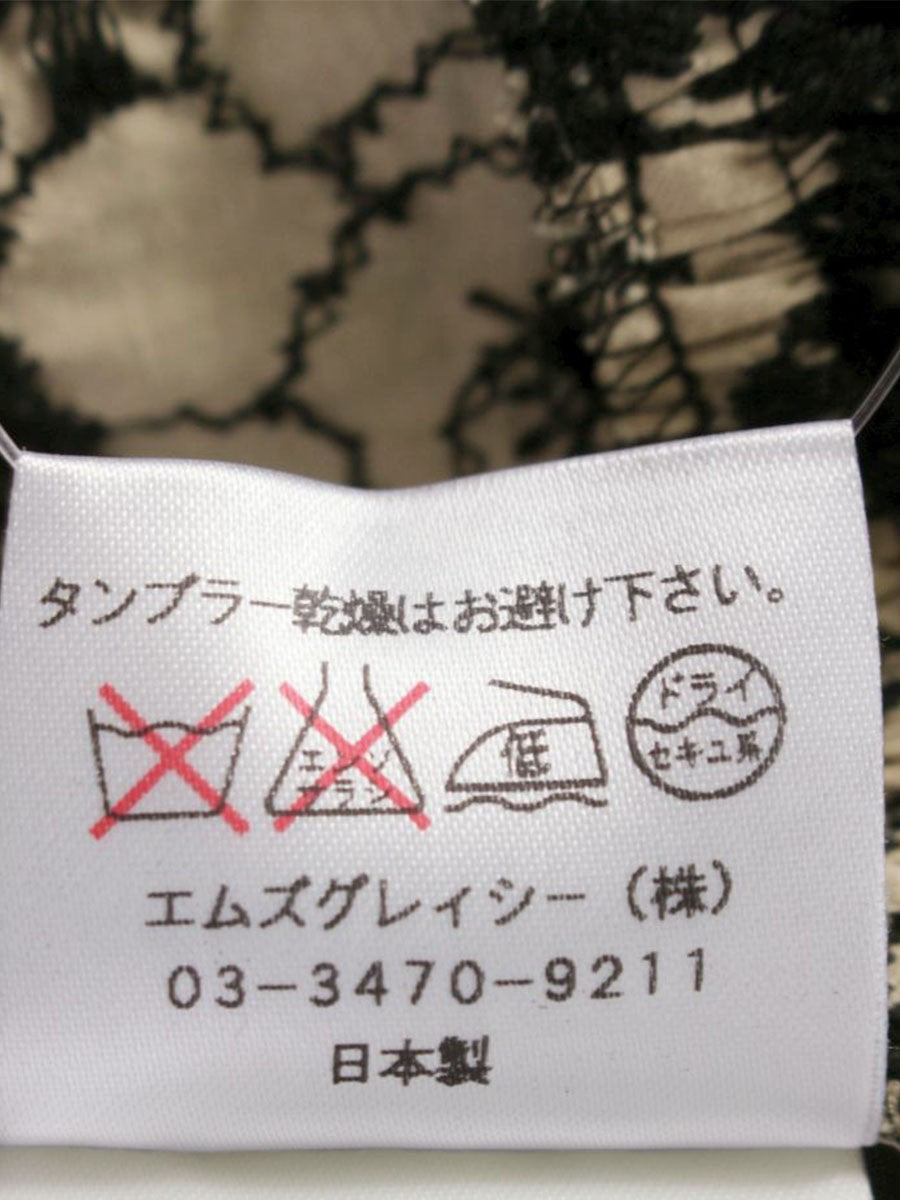 タンブラー乾燥はお避け下さい。
エンソ
サラシ
低
ドライ
セキユ系
エムズグレイシー（株）
03-3470-9211
日本製